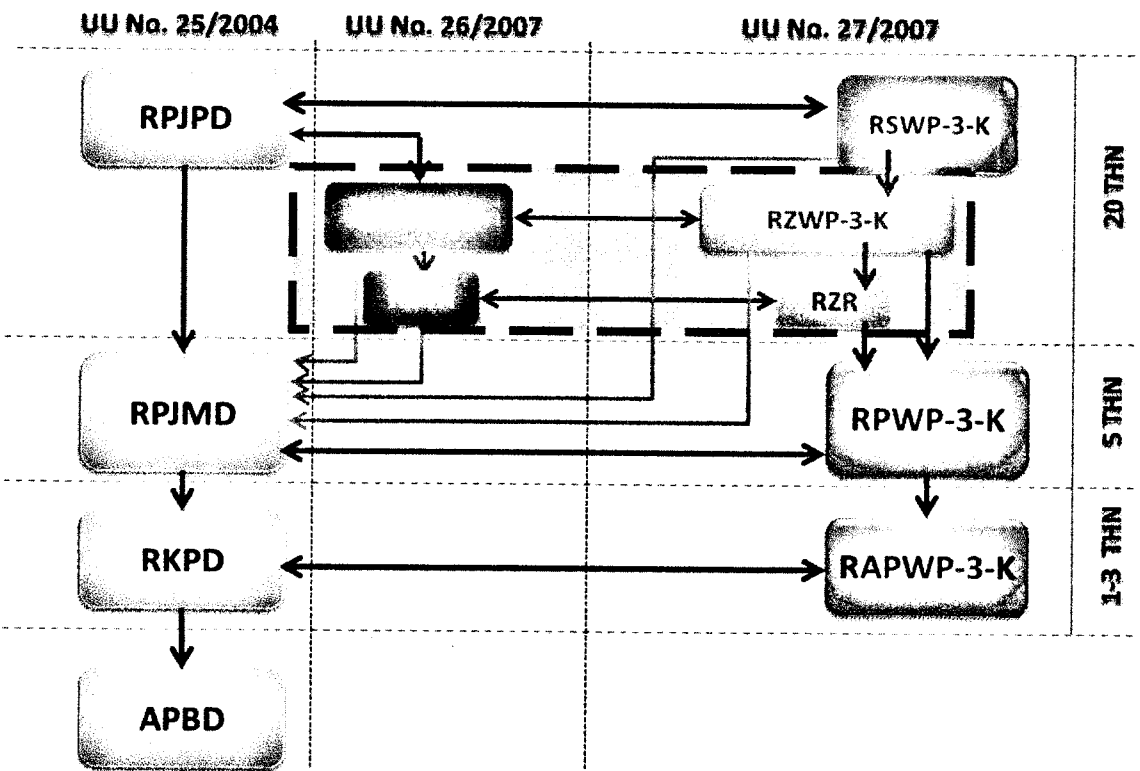 UU No. 25/2004
UU No. 26/2007
UU No. 27/2007
RPJPD
RSWP-3-K
20 THN
RZWP-3-K
RZR
RPJMD
RPWP-3-K
5 THN
RKPD
RAPWP-3-K
1-3 THN
APBD